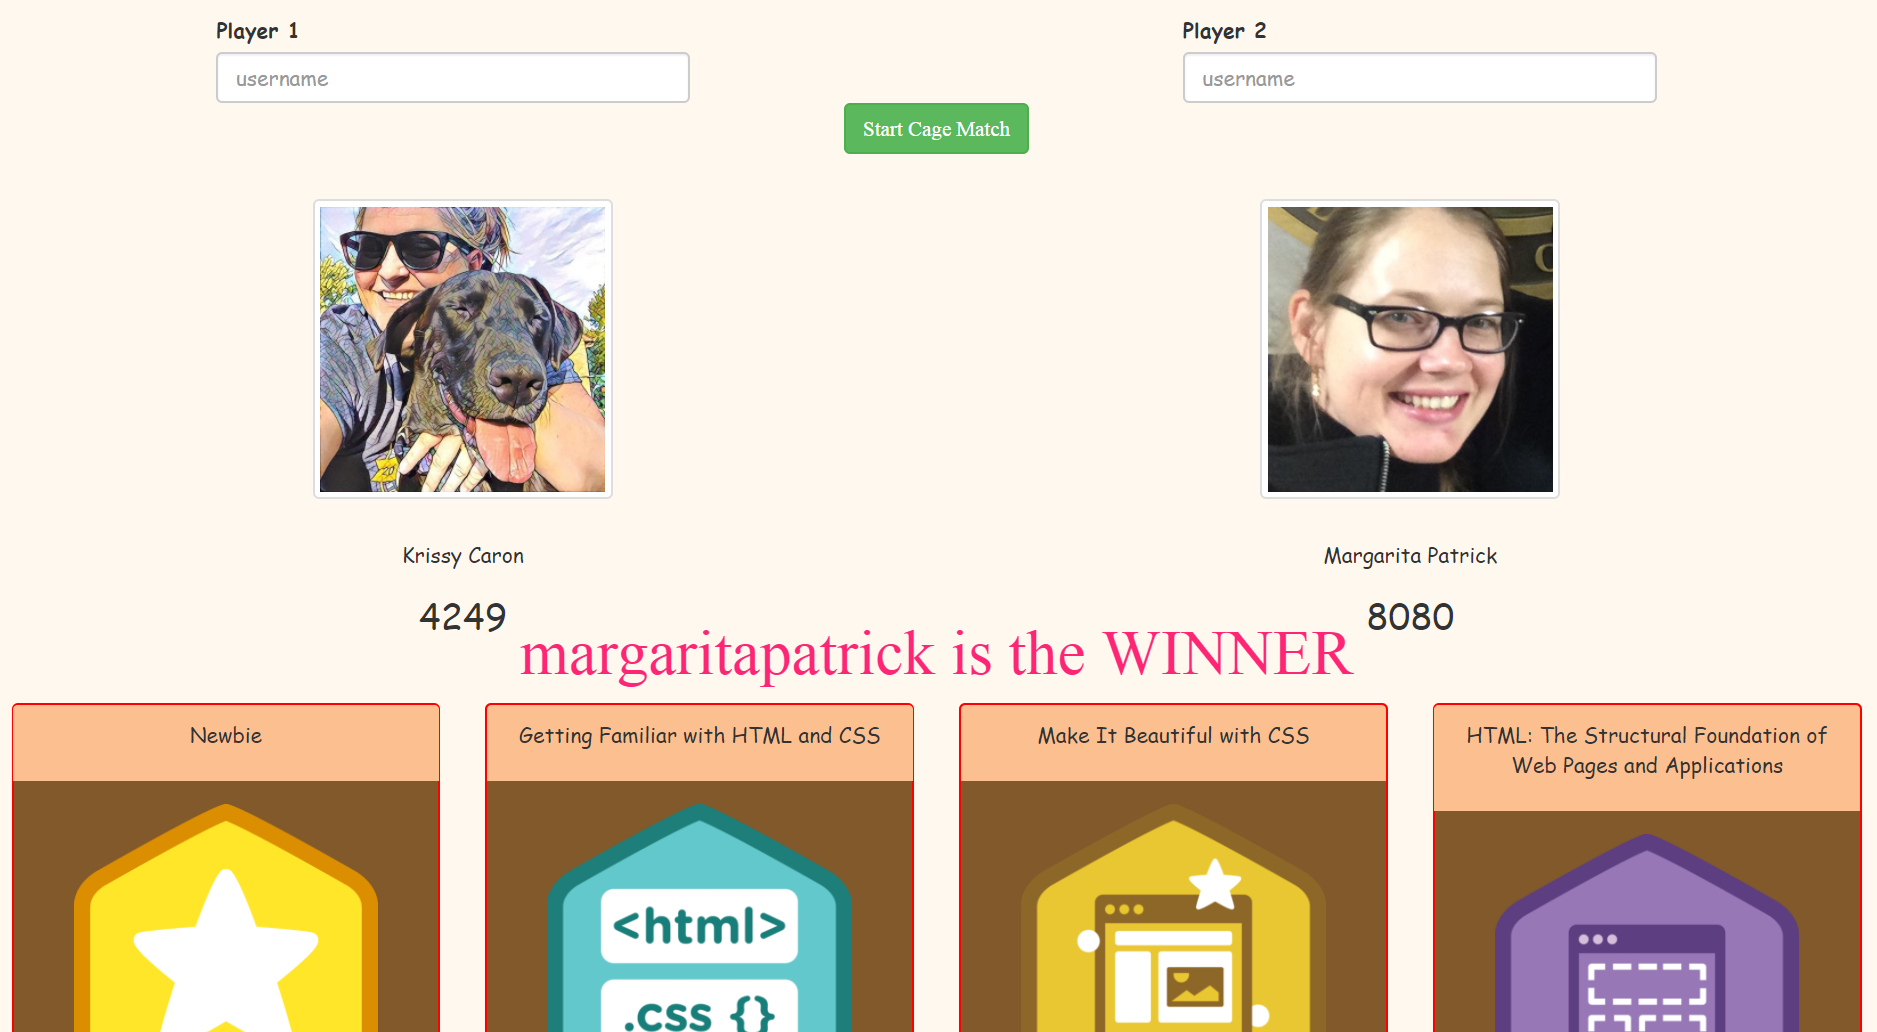 Player 1
Player 2
username
username
Start Cage Match
Krissy Caron
Margarita Patrick
4249
8080
margaritapatrick is the WINNER
Newbie
Getting Familiar with HTML and CSS
Make It Beautiful with CSS
HTML: The Structural Foundation of
Web Pages and Applications
<html>
.css {}